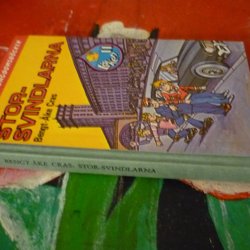 STOR-
SVINDLARNA
Bengt-Åke Cras
BENGT-ÅKE CRAS: STOR-SVINDLARNA